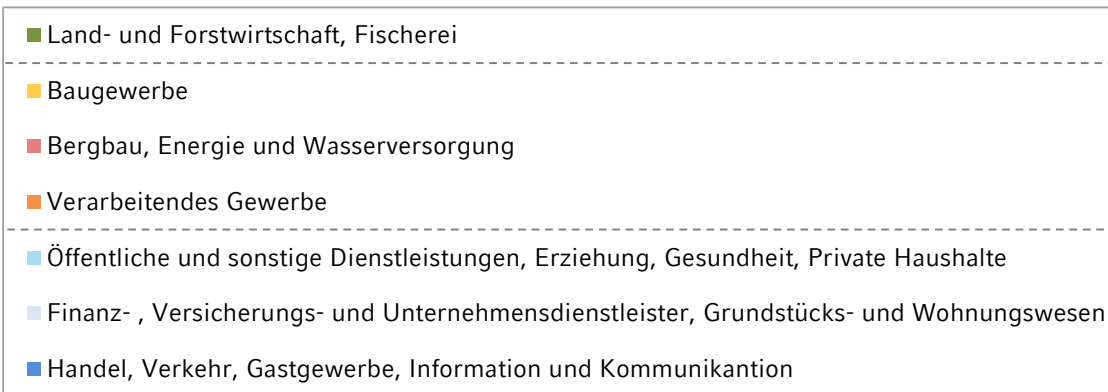 Land- und Forstwirtschaft, Fischerei
Baugewerbe
Bergbau, Energie und Wasserversorgung
Verarbeitendes Gewerbe
Öffentliche und sonstige Dienstleistungen, Erziehung, Gesundheit, Private Haushalte
Finanz- , Versicherungs- und Unternehmensdienstleister, Grundstücks- und Wohnungswesen
Handel, Verkehr, Gastgewerbe, Information und Kommunikantion